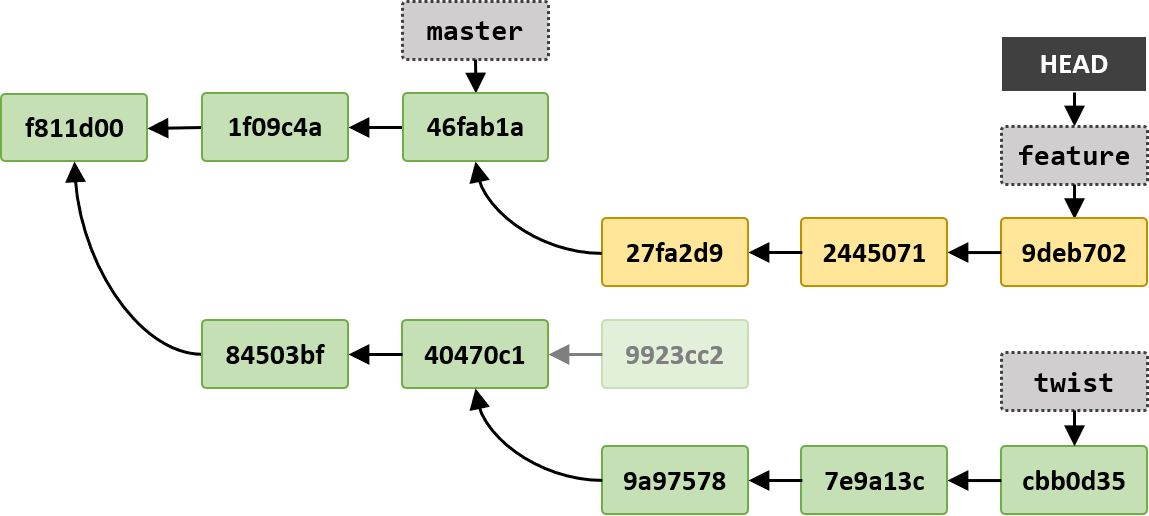 master
HEAD
f811d00
1f09c4a
46fab1a
feature
27fa2d9
2445071
9deb702
84503bf
40470c1
9923cc2
twist
9a97578
7e9a13c
cbb0d35